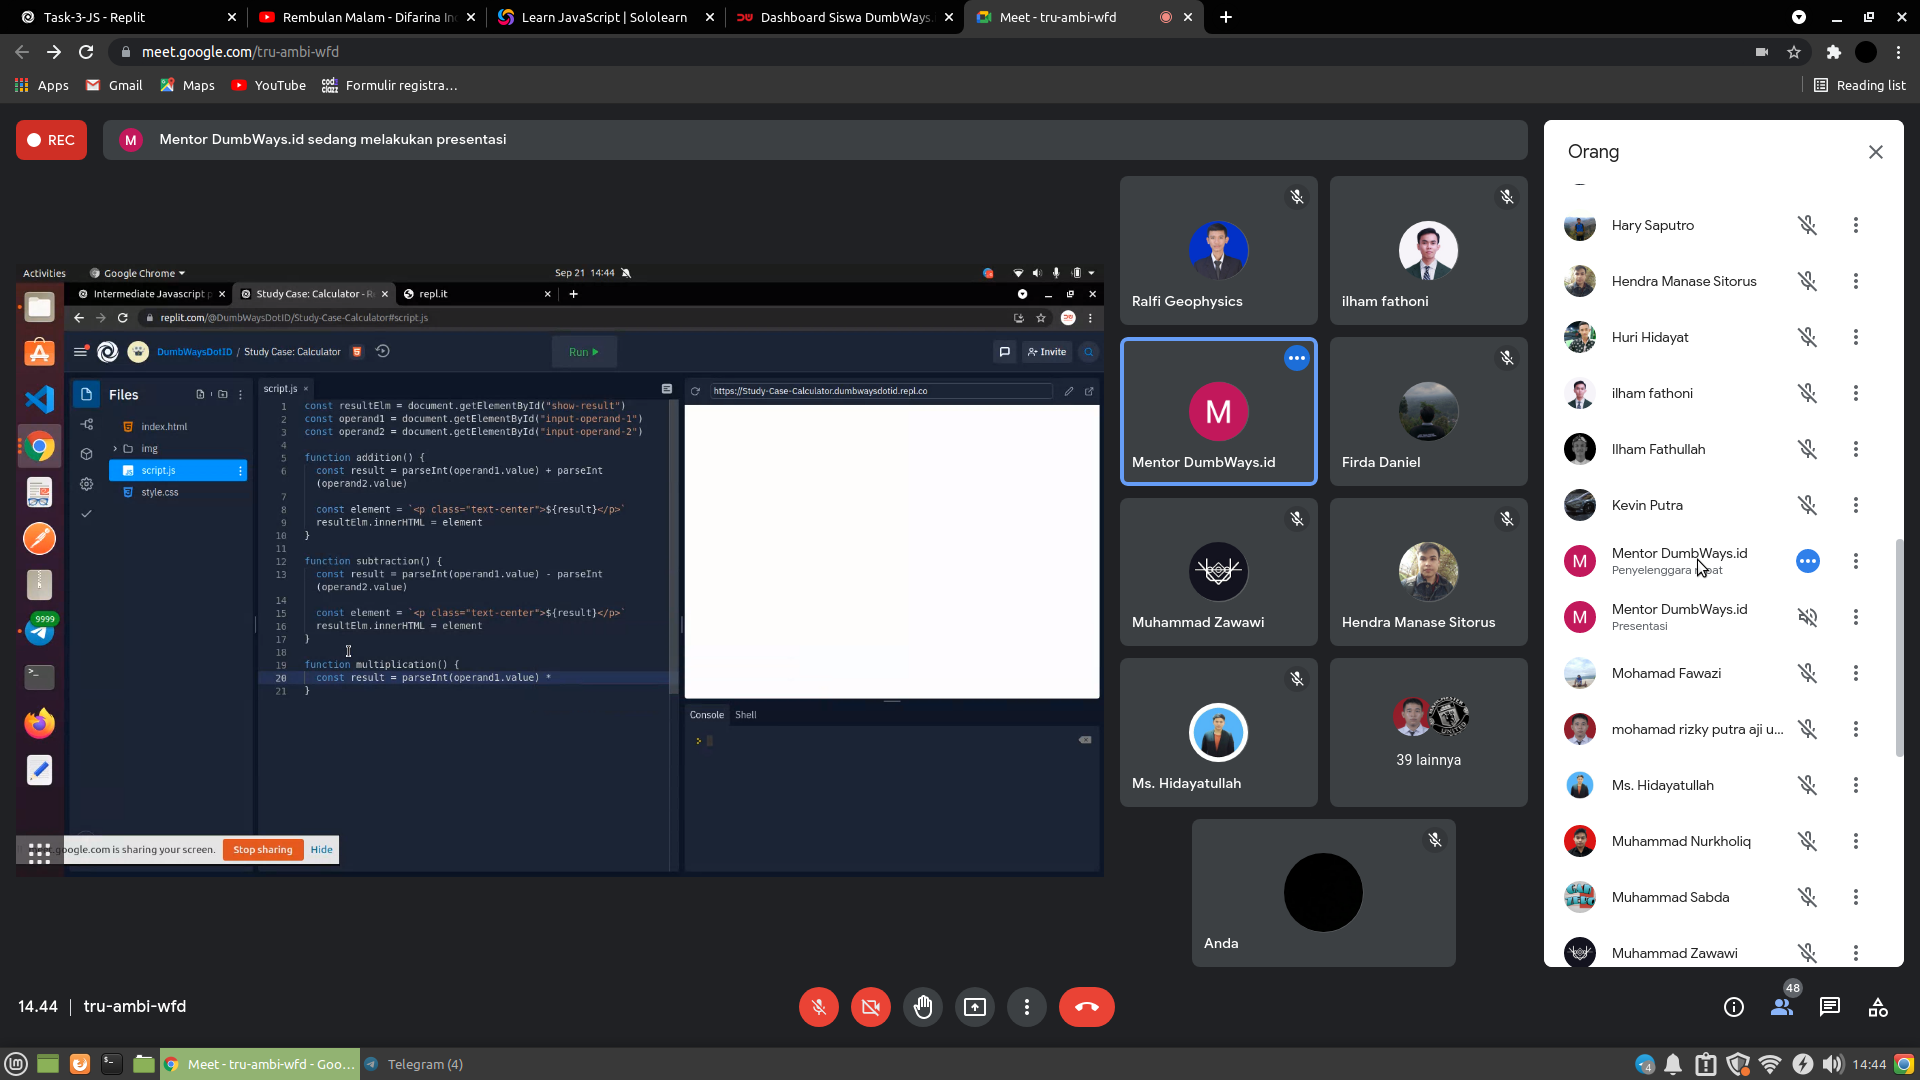 Task-3-JS - Replit
Rembulan Malam - Difarina In
Learn JavaScript | Sololearn
Dashboard Siswa DumbWays.
Meet - tru-ambi-wfd
meet.google.com/tru-ambi-wfd
Apps
Gmail
Maps
YouTube
Formulir registra...
Reading list
REC
M
Mentor DumbWays.id sedang melakukan presentasi
Activities
Google Chrome
Sep 21 14:44
Intermediate Javascript p
Study Case: Calculator - R
repl.it
replit.com/@DumbWaysDotID/Study-Case-Calculator#script.js
DumbWaysDotID / Study Case: Calculator
Run
Invite
Files
index.html
img
script.js
style.css
script.js
1 const resultElm = document.getElementById("show-result")
2 const operand1 = document.getElementById("input-operand-1")
3 const operand2 = document.getElementById("input-operand-2")
4
5 function addition() {
6 const result = parseInt(operand1.value) + parseInt
(operand2.value)
7
8 const element = `<p class="text-center">${result}</p>`
9 resultElm.innerHTML = element
10 }
11
12 function subtraction() {
13 const result = parseInt(operand1.value) - parseInt
(operand2.value)
14
15 const element = `<p class="text-center">${result}</p>`
16 resultElm.innerHTML = element
17 }
18
19 function multiplication() {
20 const result = parseInt(operand1.value) *
21 }
https://Study-Case-Calculator.dumbwaysdotid.repl.co
Console
Shell
9999
google.com is sharing your screen.
Stop sharing
Hide
Ralfi Geophysics
ilham fathoni
M
Mentor DumbWays.id
Firda Daniel
Muhammad Zawawi
Hendra Manase Sitorus
Ms. Hidayatullah
39 lainnya
Anda
Orang
Hary Saputro
Hendra Manase Sitorus
Huri Hidayat
ilham fathoni
Ilham Fathullah
Kevin Putra
M
Mentor DumbWays.id
Penyelenggara
M
Mentor DumbWays.id
Presentasi
Mohamad Fawazi
mohamad rizky putra aji u...
Ms. Hidayatullah
Muhammad Nurkholiq
Muhammad Sabda
Muhammad Zawawi
14.44 | tru-ambi-wfd
48
Meet - tru-ambi-wfd - Goo...
Telegram (4)
4
14:44